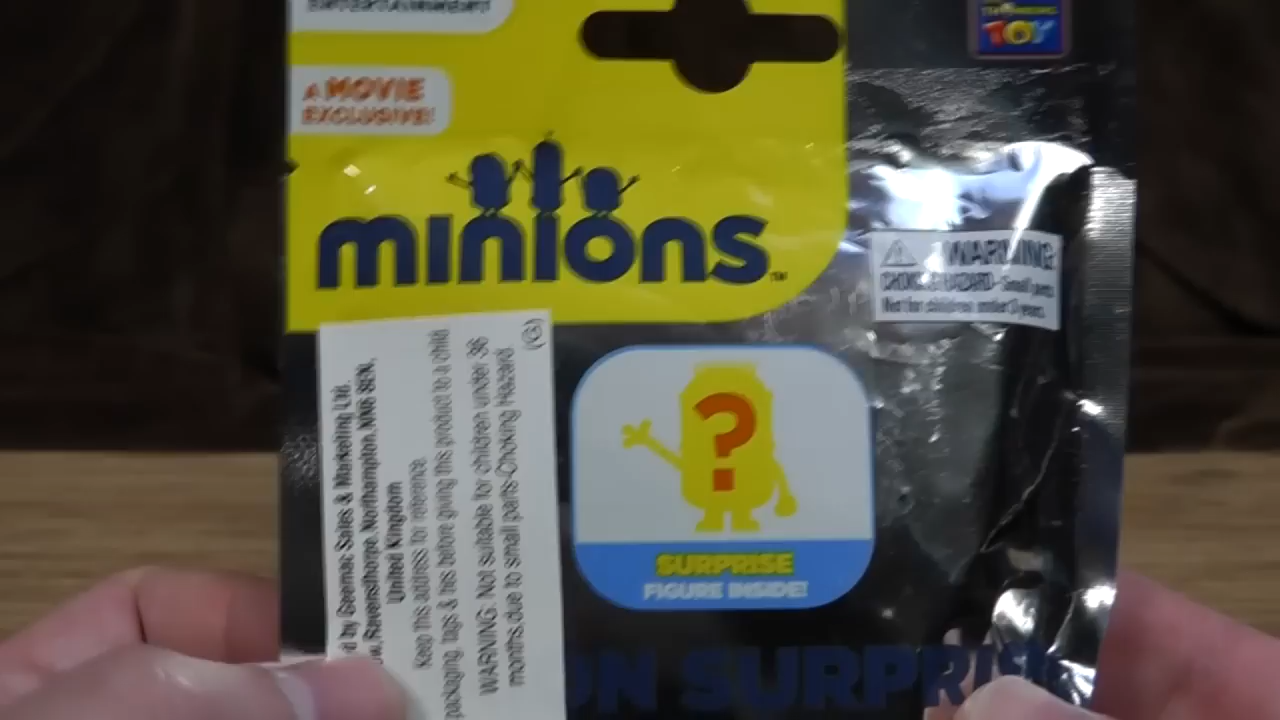 ENTERTAINMENT
A MOVIE
EXCLUSIVE!
minions™
TOY
WARNING:
CHOKING HAZARD - Small parts
Not for children under 3 years.
d by Geemac Sales & Marketing Ltd.
Ravensthorpe, Northampton, NN6 8EN,
United Kingdom
Keep this address for reference.
packaging, tags & ties before giving this product to a child
WARNING: Not suitable for children under 36
months due to small parts-Choking Hazard.
(G)
?
SURPRISE
FIGURE INSIDE!
ON SURPRIS